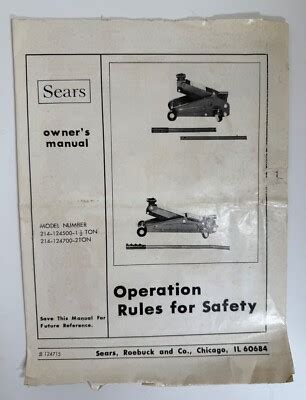 Sears
owner's
manual
MODEL NUMBER
214-124500-1½ TON
214-124700-2TON
Save This Manual For
Future Reference.
Operation
Rules for Safety
Sears, Roebuck and Co., Chicago, IL 60684